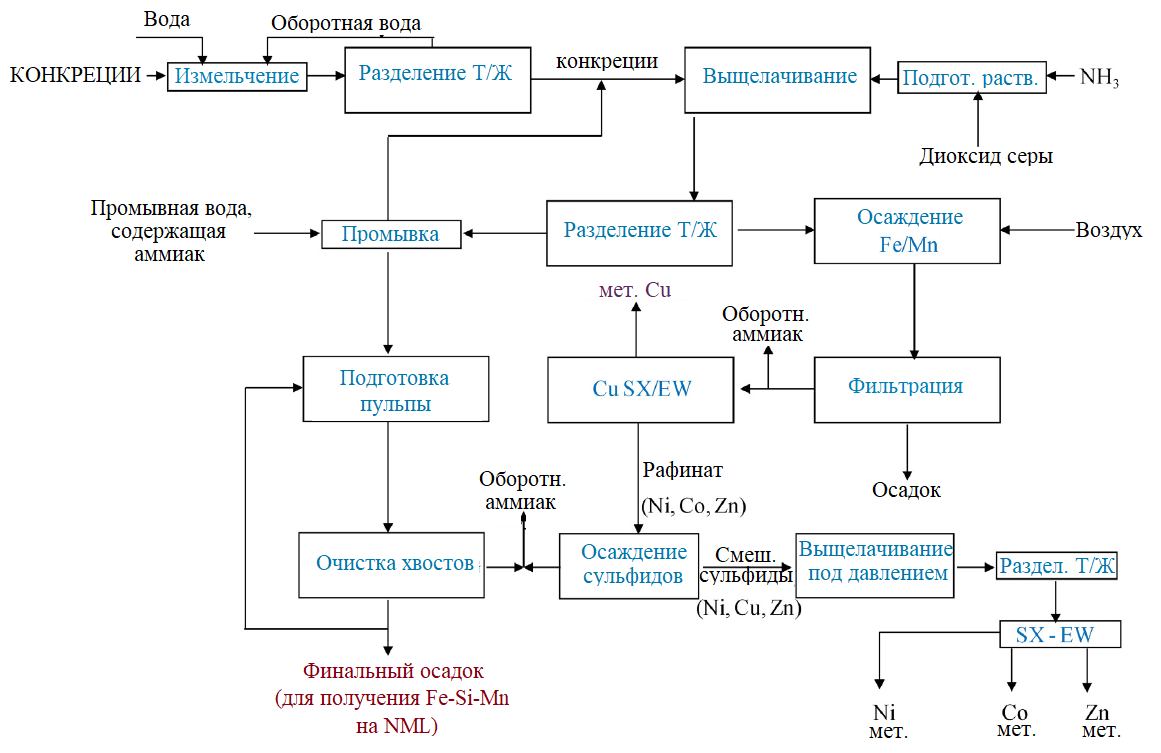 Вода
Оборотная вода
КОНКРЕЦИИ
Измельчение
Разделение Т/Ж
конкреции
Выщелачивание
Подгот. раств.
NH₃
Диоксид серы
Промывная вода,
содержащая
аммиак
Промывка
Разделение Т/Ж
Осаждение
Fe/Mn
Воздух
мет. Cu
Оборотн.
аммиак
Подготовка
пульпы
Cu SX/EW
Фильтрация
Рафинат
(Ni, Co, Zn)
Осадок
Оборотн.
аммиак
Очистка хвостов
Осаждение
сульфидов
Смеш.
сульфиды,
(Ni, Cu, Zn)
Выщелачивание
под давлением
Раздел. Т/Ж
SX - EW
Финальный осадок
(для получения Fe-Si-Mn
на NML)
Ni
мет.
Co
мет.
Zn
мет.